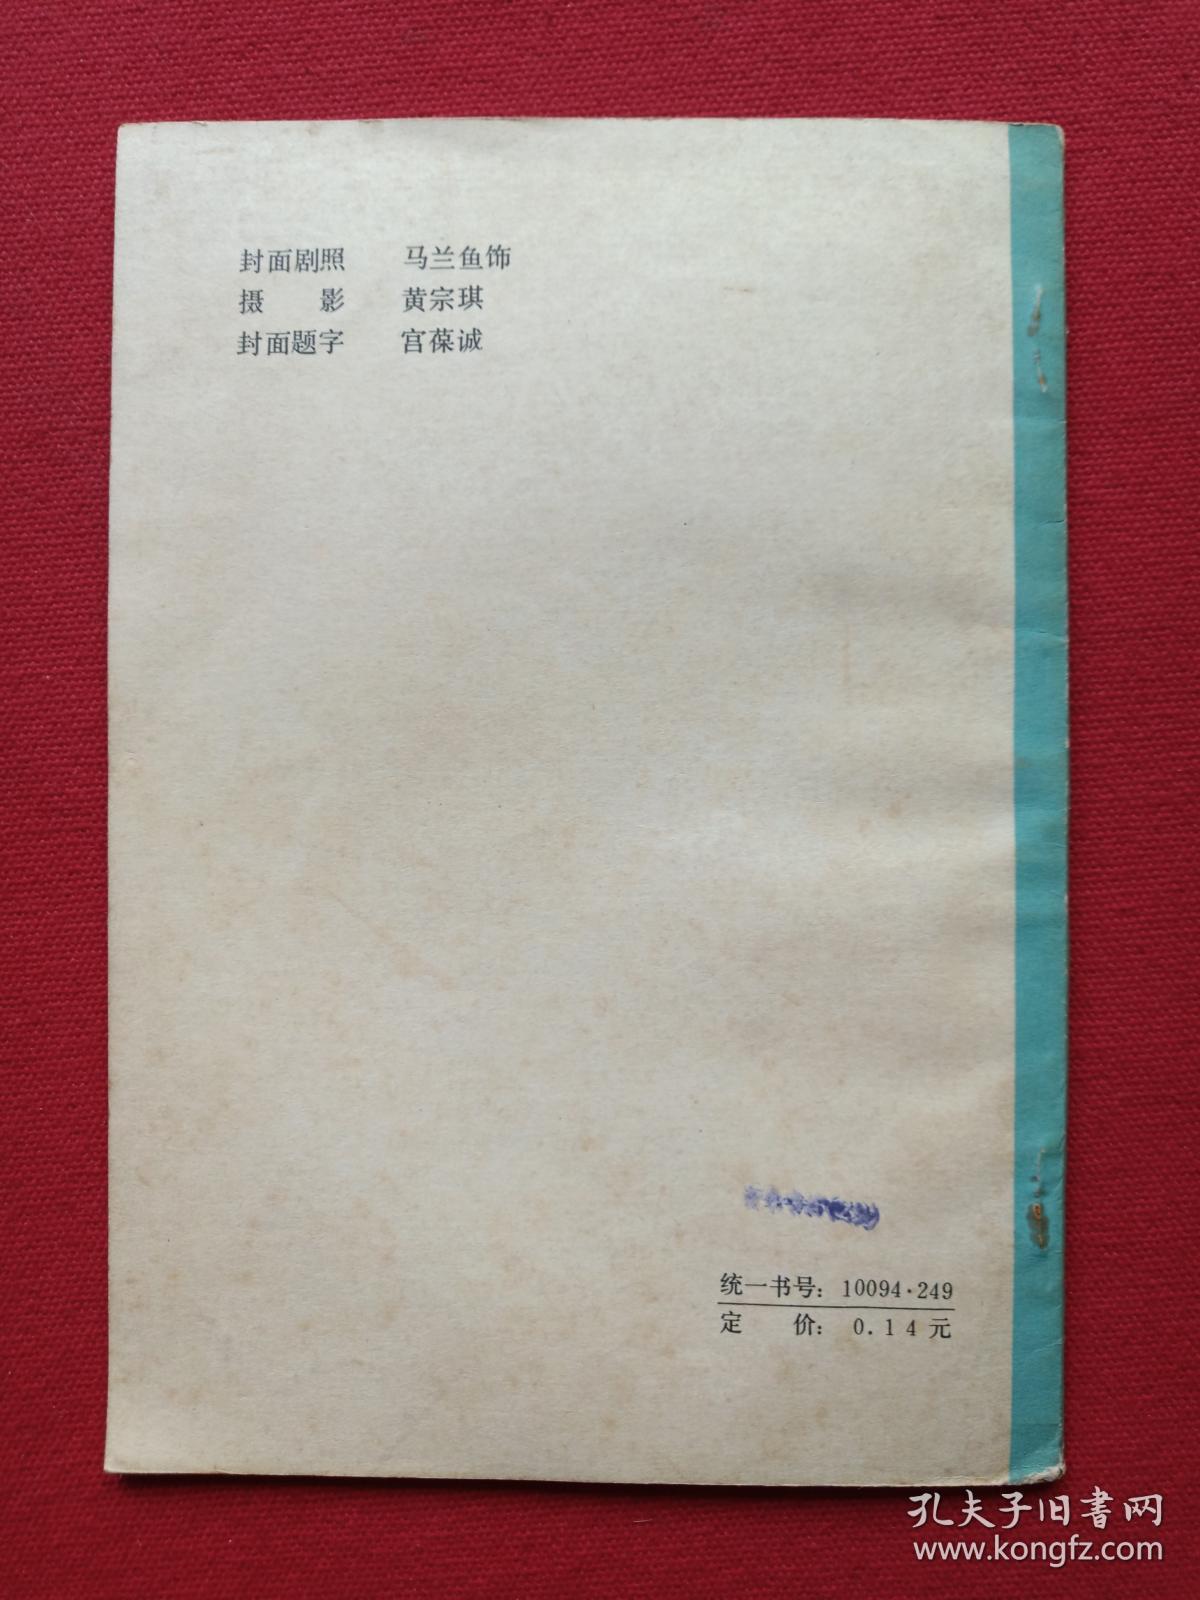 封面剧照 马兰鱼饰
摄 影 黄宗琪
封面题字 宫葆诚
统一书号: 10094·249
定 价: 0.14元
孔夫子旧书网
www.kongfz.com